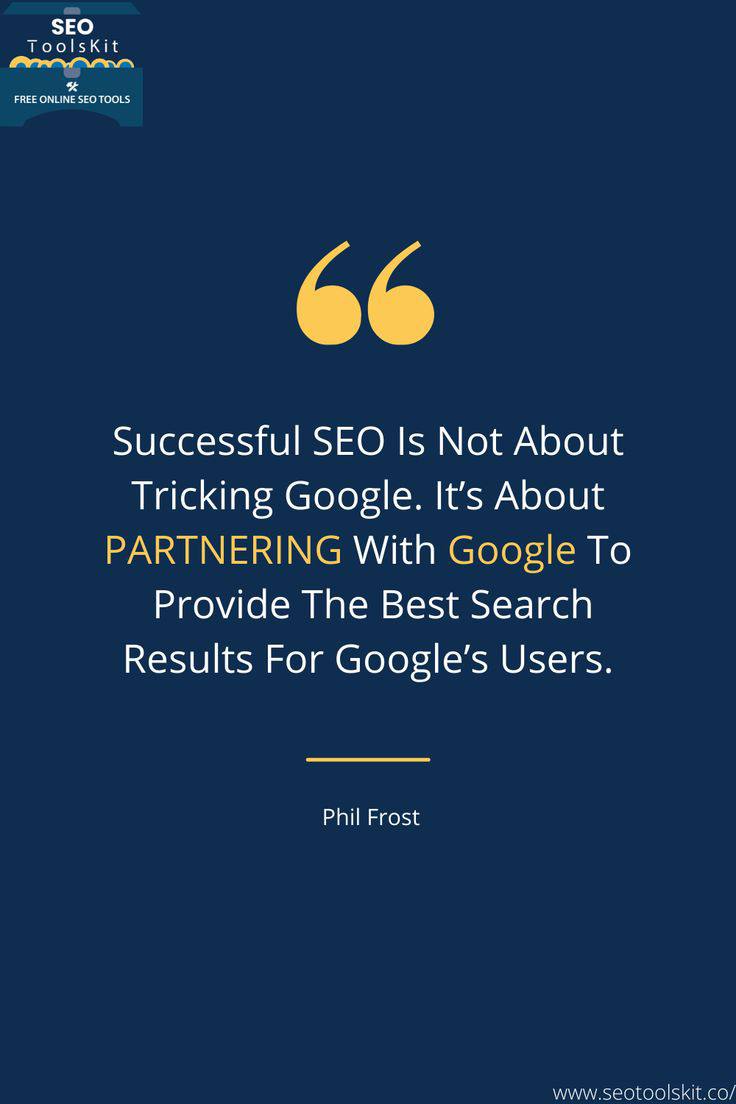 SEO
ToolsKit
FREE ONLINE SEO TOOLS
Successful SEO Is Not About
Tricking Google. It’s About
PARTNERING With Google To
Provide The Best Search
Results For Google’s Users.
Phil Frost
www.seotoolskit.co/